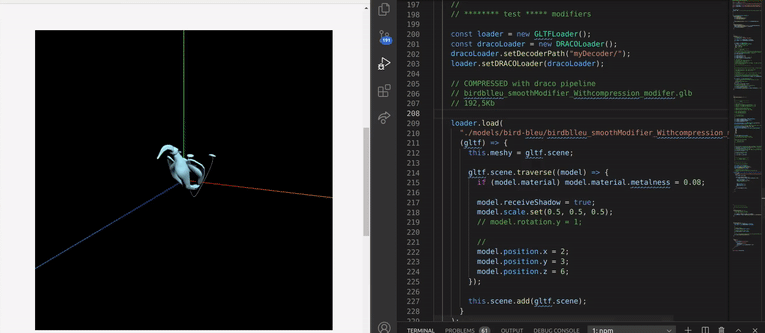 197 //
198 // ******** test ***** modifiers
199
200 const loader = new GLTFLoader();
201 const dracoLoader = new DRACOLoader();
202 dracoLoader.setDecoderPath("myDecoder/");
203 loader.setDRACOLoader(dracoLoader);
204
205 // COMPRESSED with draco pipeline
206 // birdblleu_smoothModifier_Withcompression_modifer.glb
207 // 192,5Kb
208
209 loader.load(
210 "./models/bird-bleu/birdblleu_smoothModifier_Withcompression_
211 (gltf) => {
212 this.meshy = gltf.scene;
213
214 gltf.scene.traverse((model) => {
215 if (model.material) model.material.metalness = 0.08;
216
217 model.receiveShadow = true;
218 model.scale.set(0.5, 0.5, 0.5);
219 // model.rotation.y = 1;
220
221 //
222 model.position.x = 2;
223 model.position.y = 3;
224 model.position.z = 6;
225 });
226
227 this.scene.add(gltf.scene);
228 }
229
191
TERMINAL PROBLEMS 61 OUTPUT DEBUG CONSOLE 1: npm